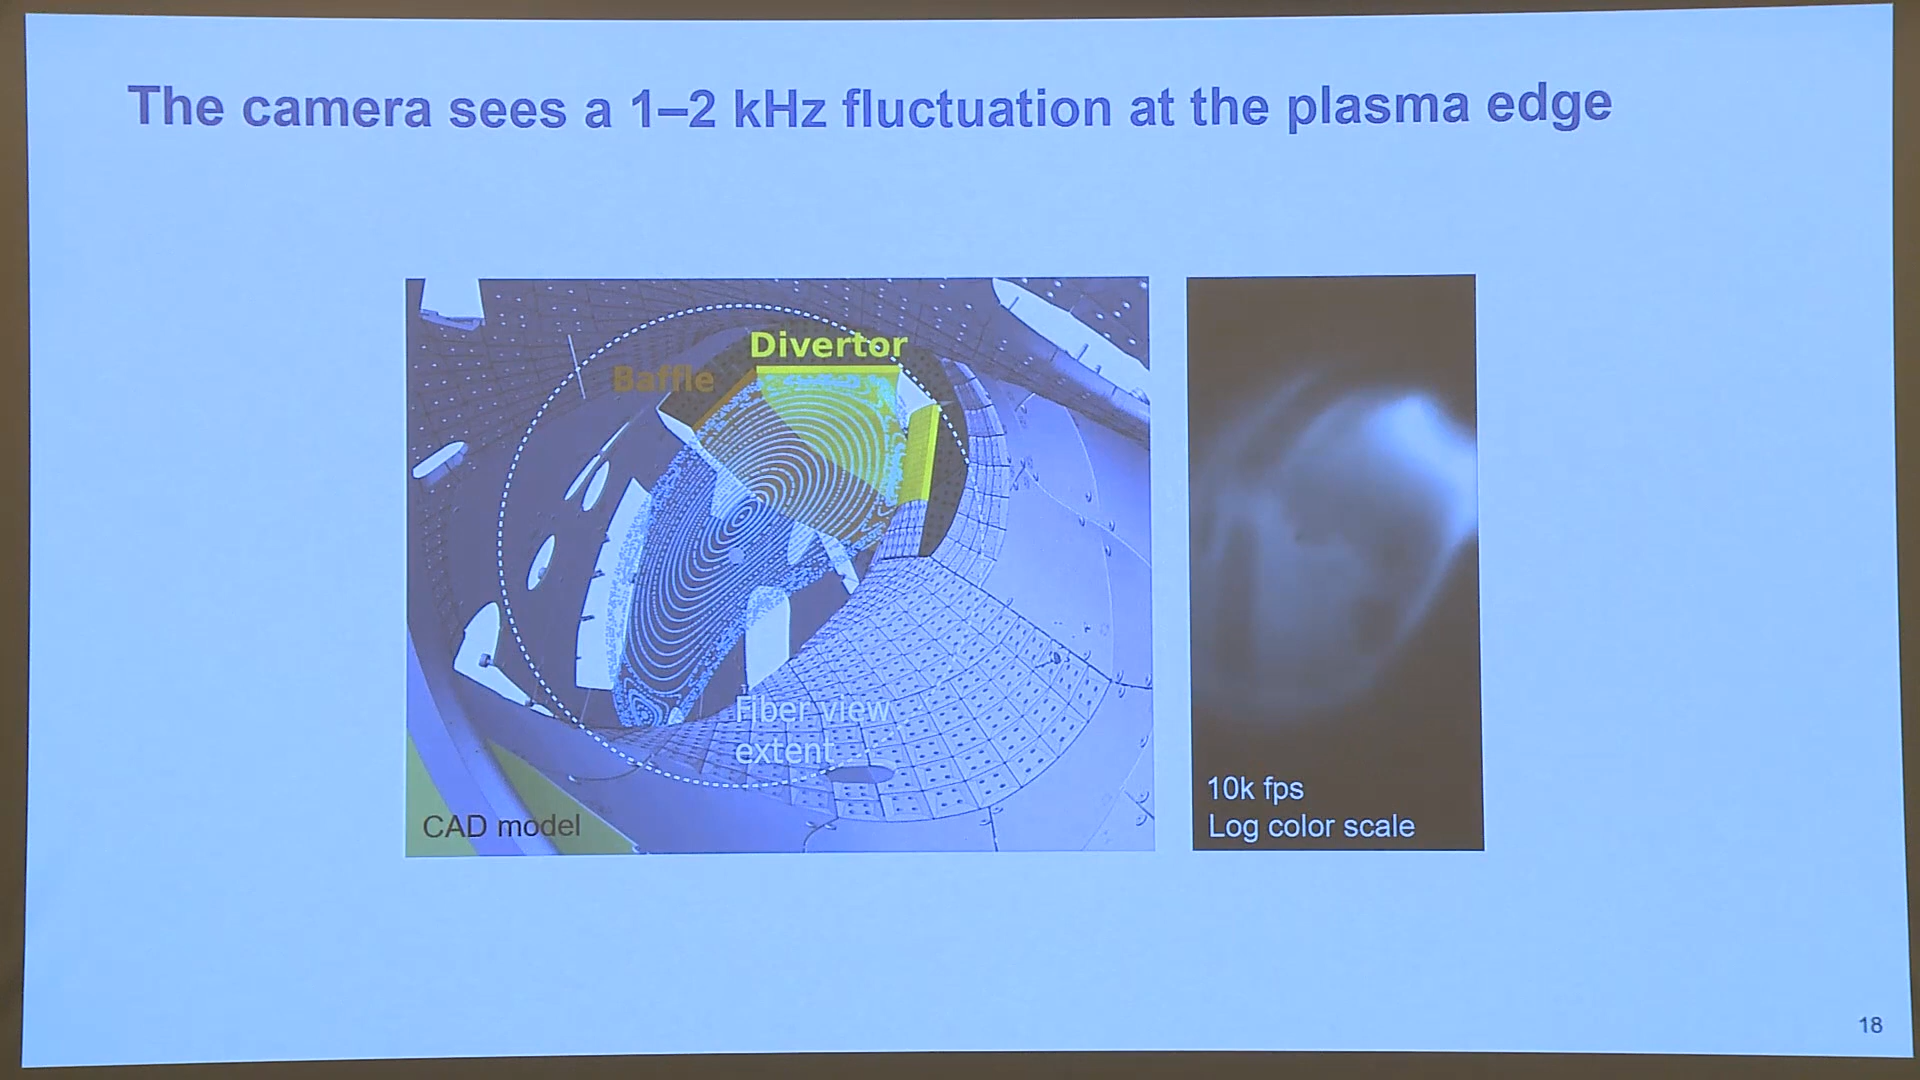 The camera sees a 1–2 kHz fluctuation at the plasma edge
Divertor
Baffle
Fiber view
extent
CAD model
10k fps
Log color scale
18